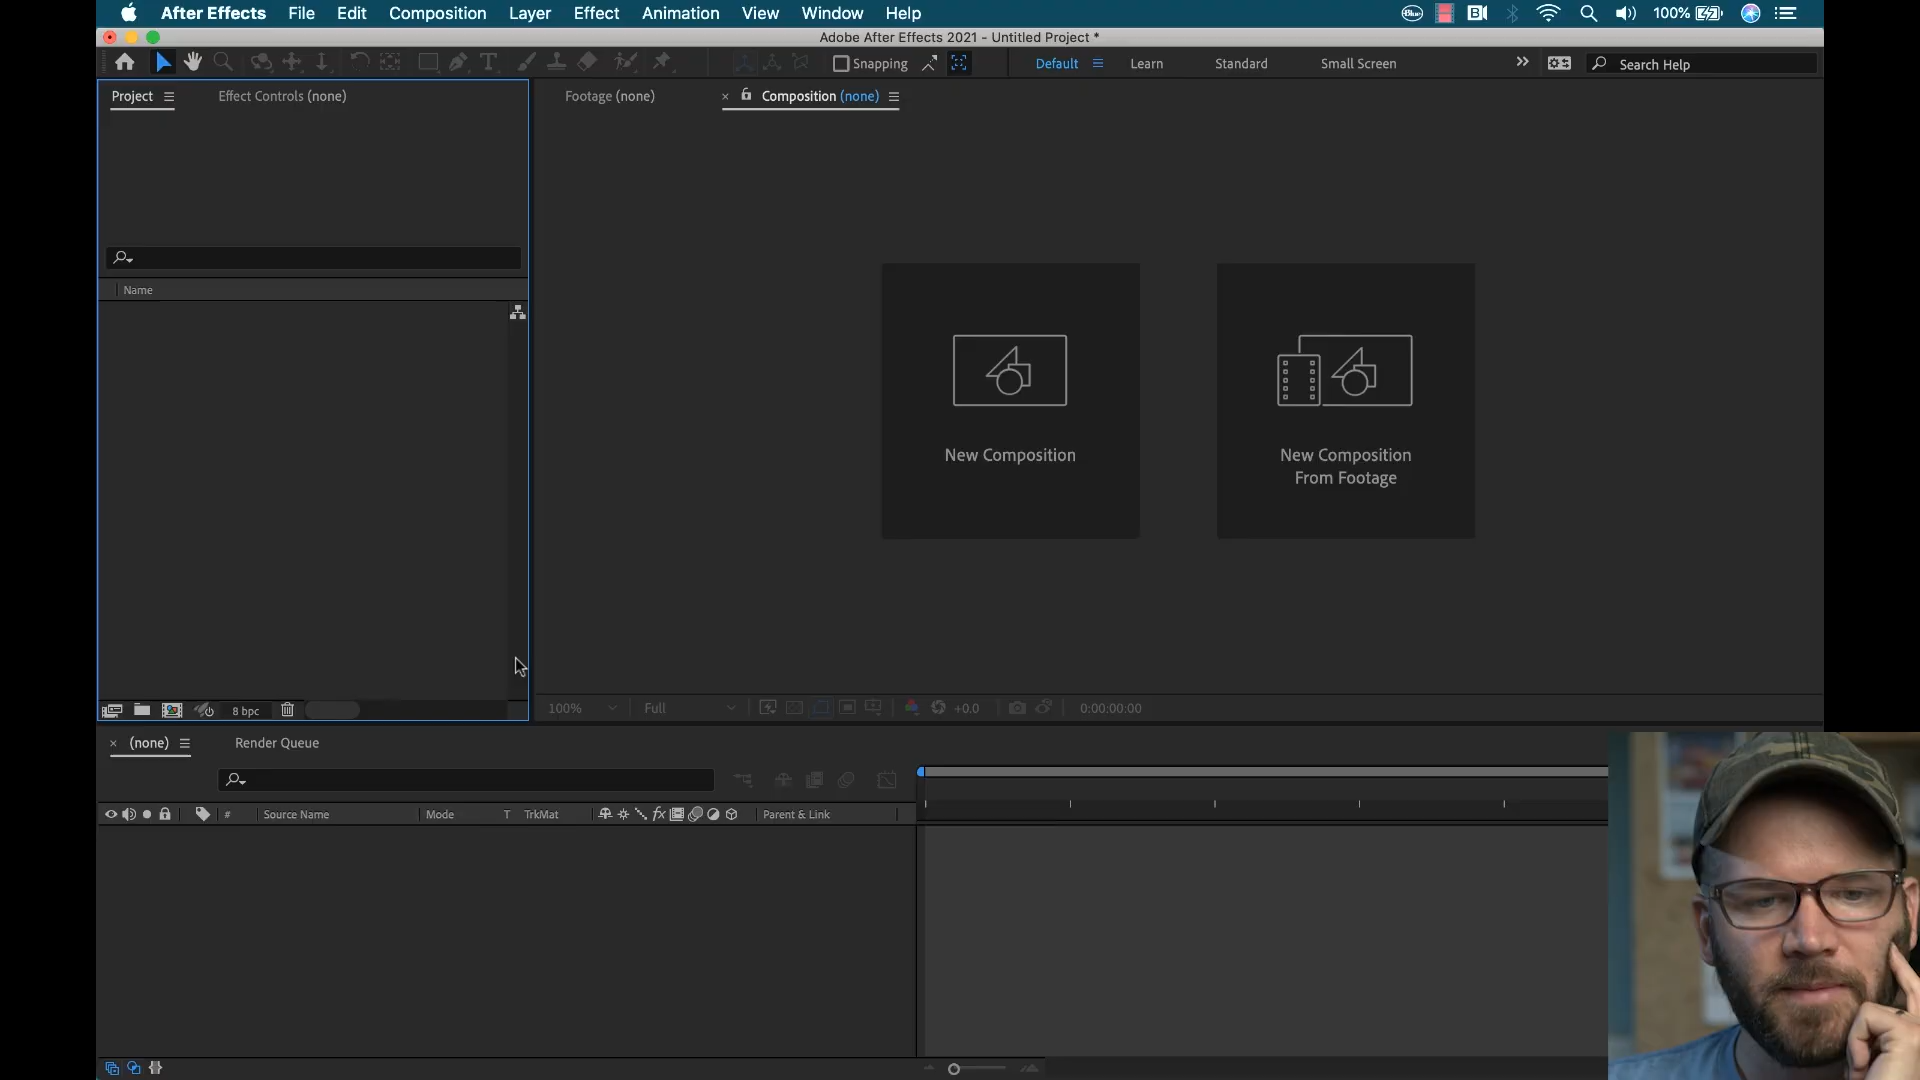 After Effects File Edit Composition Layer Effect Animation View Window Help 100%
Adobe After Effects 2021 - Untitled Project *
Snapping Default Learn Standard Small Screen Search Help
Project Effect Controls (none) Footage (none) Composition (none)
Name
New Composition
New Composition
From Footage
8 bpc 100% Full +0.0 0:00:00:00
(none) Render Queue
# Source Name Mode T TrkMat fx Parent & Link